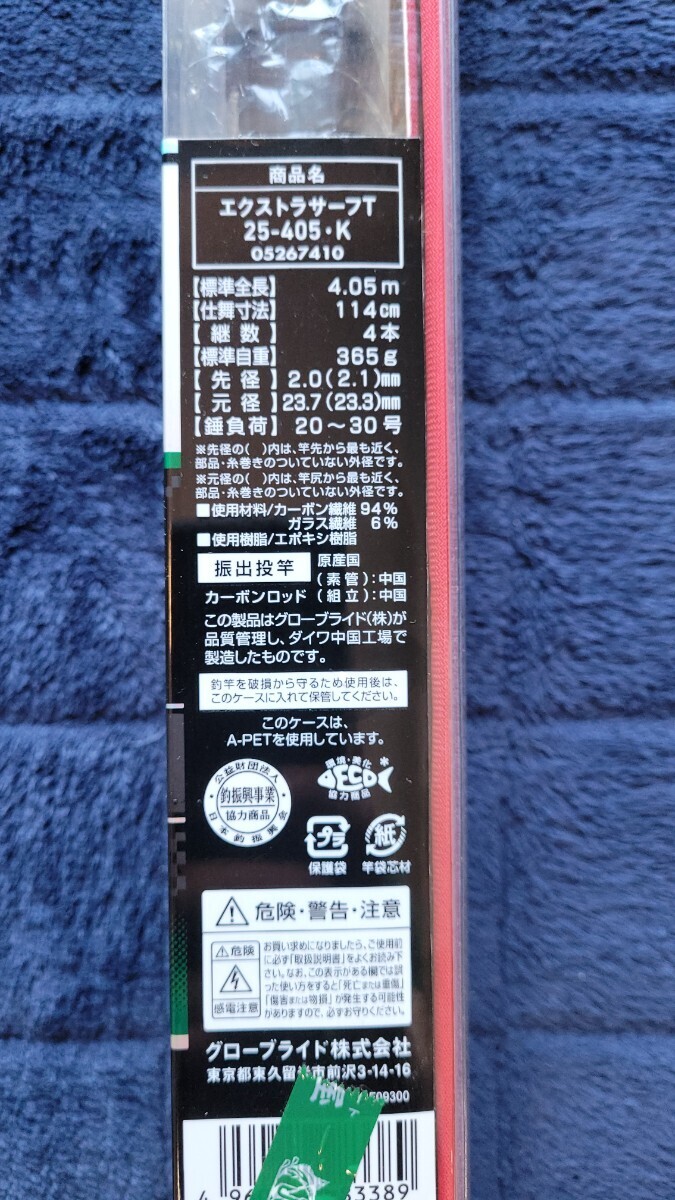 商品名
エクストラサーフT
25-405・K
05267410
【標準全長】 4.05m
【仕舞寸法】 114cm
【継数】 4本
【標準自重】 365g
【先径】 2.0(2.1)mm
【元径】 23.7(23.3)mm
【錘負荷】 20〜30号
※先径の( )内は、竿先から最も近く、
部品・糸巻きのついていない外径です。
※元径の( )内は、竿尻から最も近く、
部品・糸巻きのついていない外径です。
■使用材料/カーボン繊維 94%
ガラス繊維 6%
■使用樹脂/エポキシ樹脂
振出投竿 原産国
(素管):中国
カーボンロッド (組立):中国
この製品はグローブライド(株)が
品質管理し、ダイワ中国工場で
製造したものです。
釣竿を破損から守るため使用後は、
このケースに入れて保管してください。
このケースは、
A-PETを使用しています。
公益財団法人
釣振興事業
協力商品
日本釣振興会
環境・美化
ECO
協力商品
プラ
保護袋
紙
竿袋芯材
危険・警告・注意
危険
感電注意
お買い求めになりましたら、ご使用前
に必ず「取扱説明書」をよくお読み下
さい。なお、この表示がある欄では誤
った使い方をすると「死亡または重傷」
「傷害または物損」が発生する可能性
がありますので、必ずお守りください。
グローブライド株式会社
東京都東久留米市前沢3-14-16
09300
4 96
3389